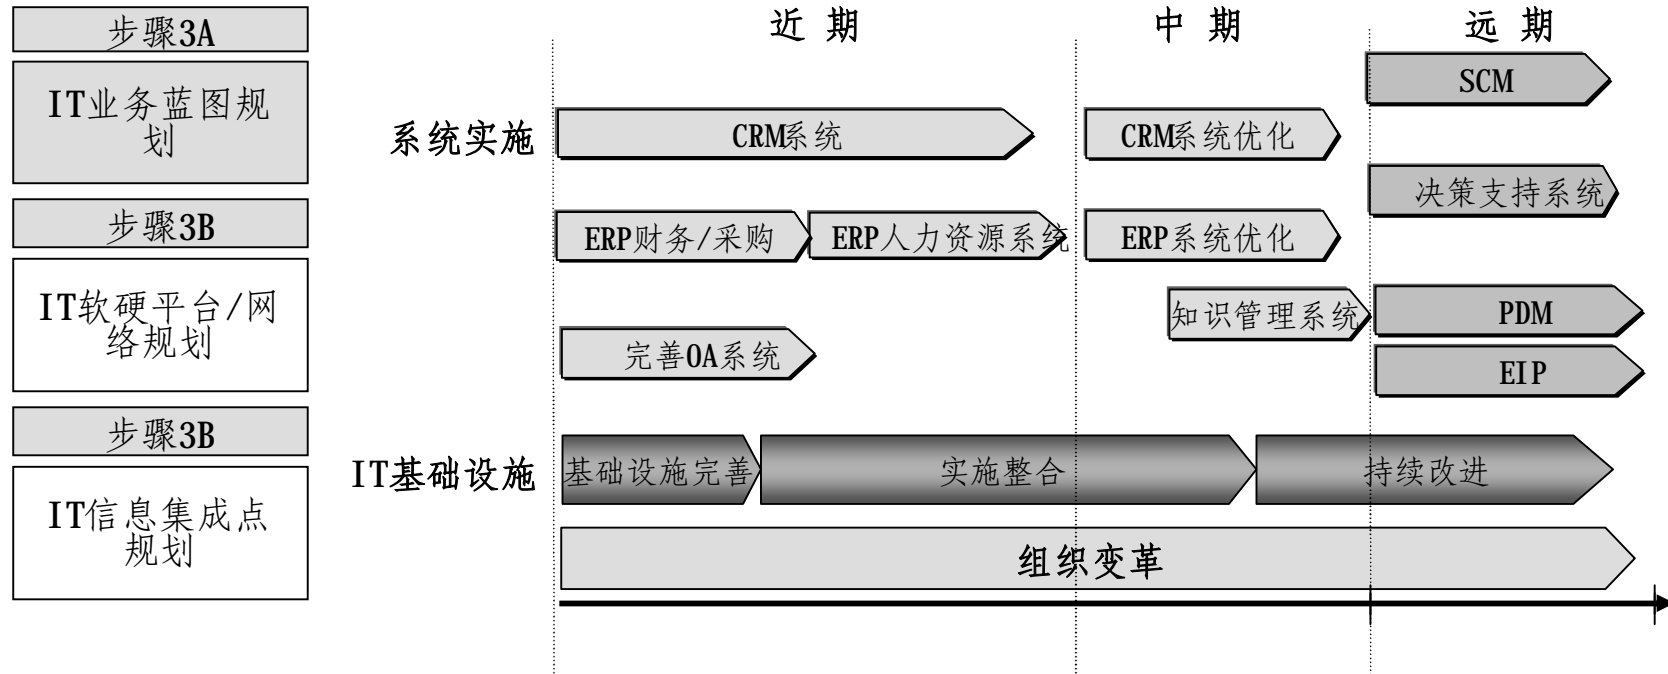 步骤3A
IT业务蓝图规
划
步骤3B
IT软硬平台/网
络规划
步骤3B
IT信息集成点
规划
近 期
中 期
远 期
SCM
系统实施
CRM系统
CRM系统优化
决策支持系统
ERP财务/采购
ERP人力资源系统
ERP系统优化
知识管理系统
PDM
完善OA系统
EIP
IT基础设施
基础设施完善
实施整合
持续改进
组织变革